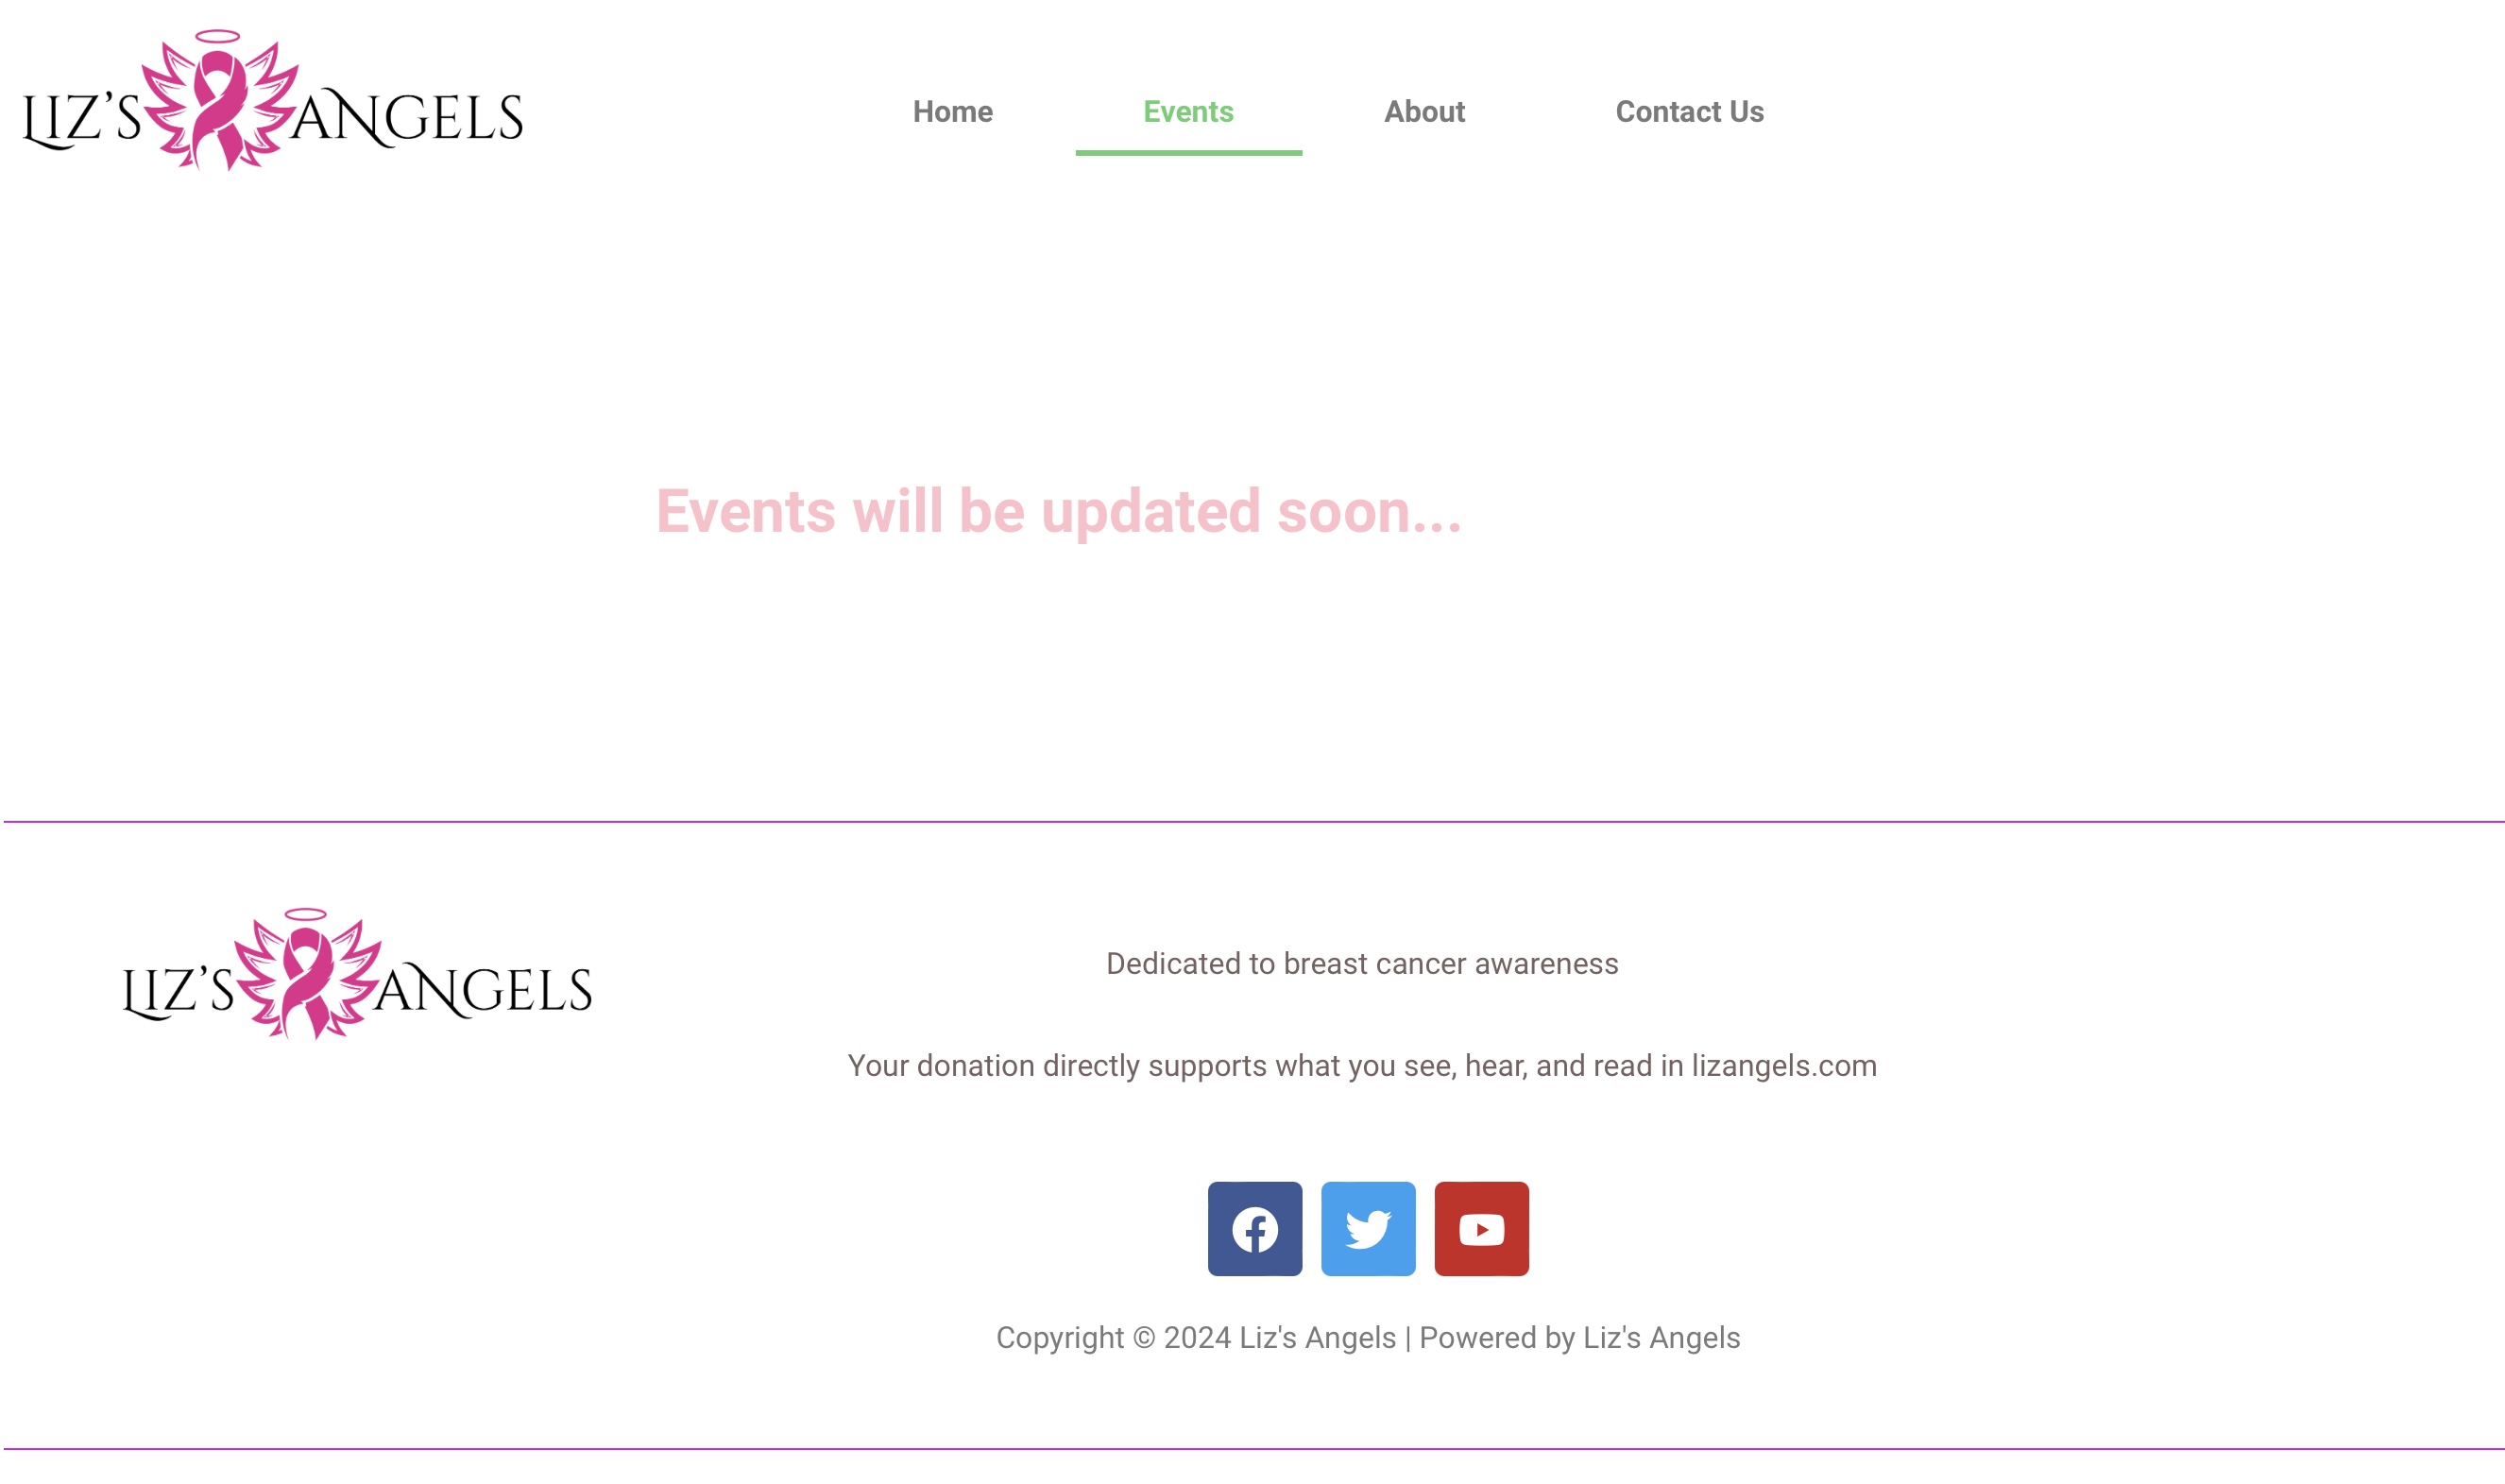 LIZ'S ANGELS
Home Events About Contact Us
Events will be updated soon...
LIZ'S ANGELS
Dedicated to breast cancer awareness
Your donation directly supports what you see, hear, and read in lizangels.com
Copyright © 2024 Liz's Angels | Powered by Liz's Angels